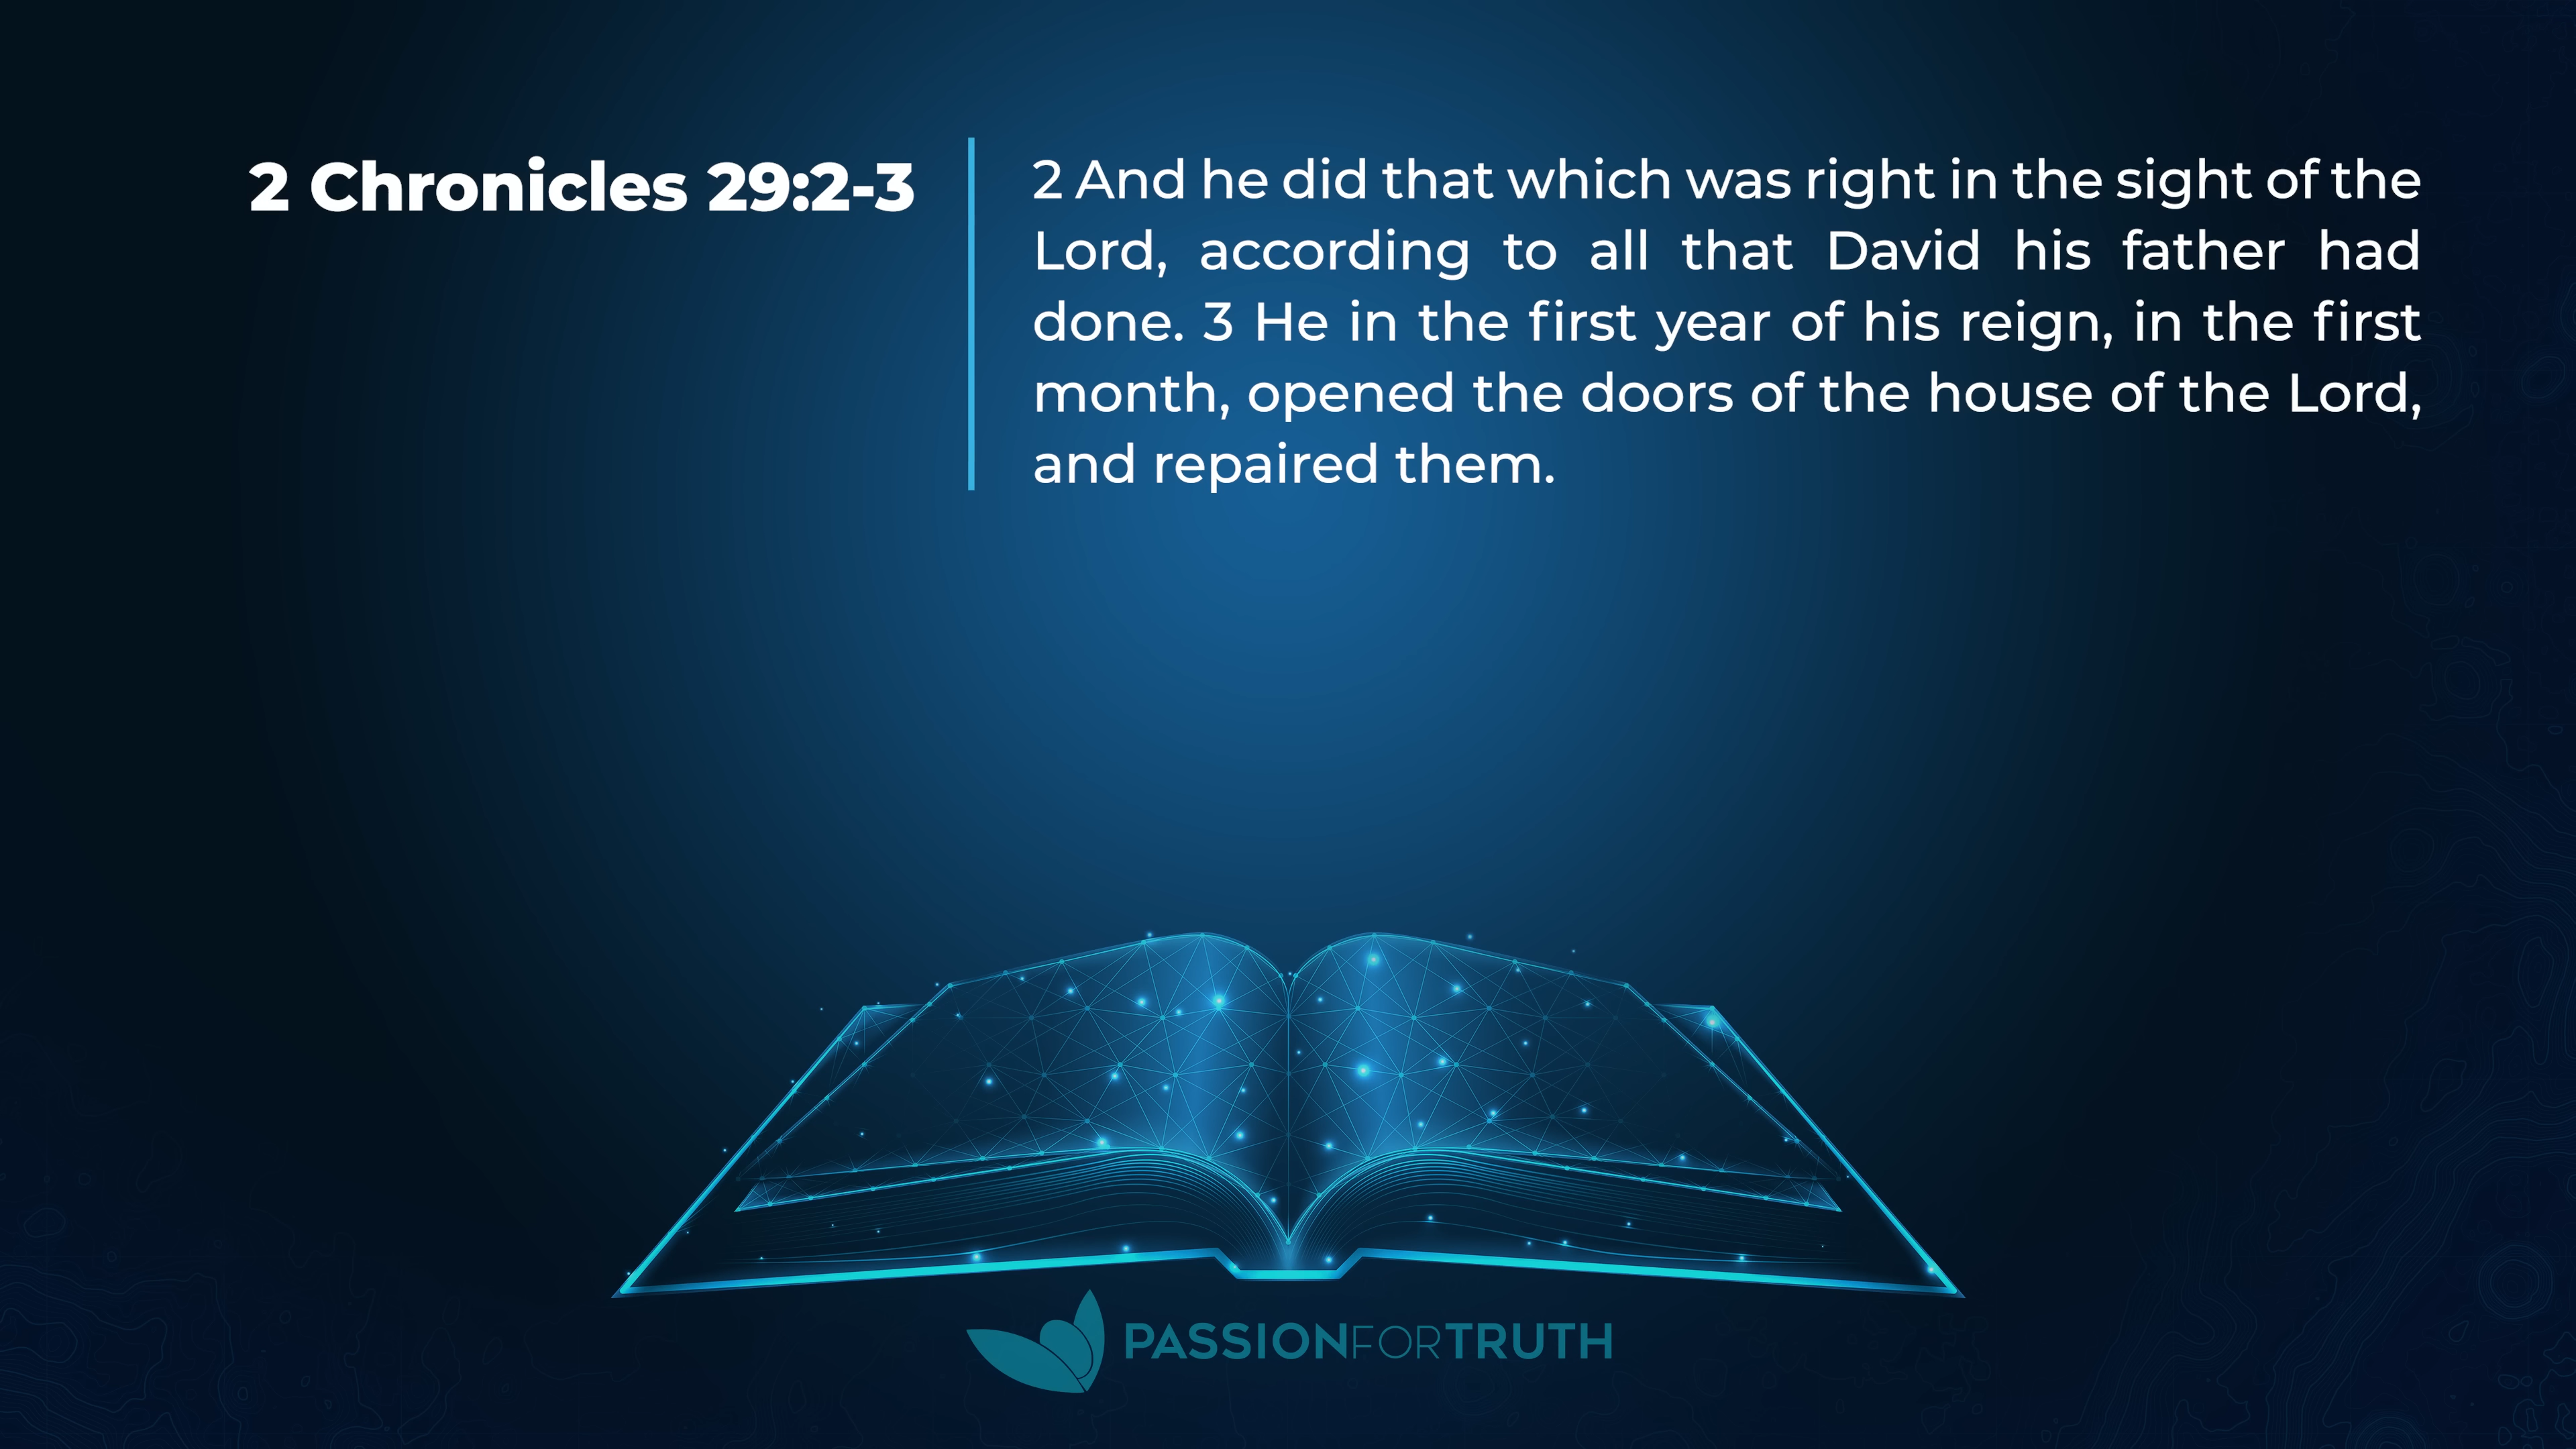 2 Chronicles 29:2-3
2 And he did that which was right in the sight of the
Lord, according to all that David his father had
done. 3 He in the first year of his reign, in the first
month, opened the doors of the house of the Lord,
and repaired them.
PASSIONFORTRUTH